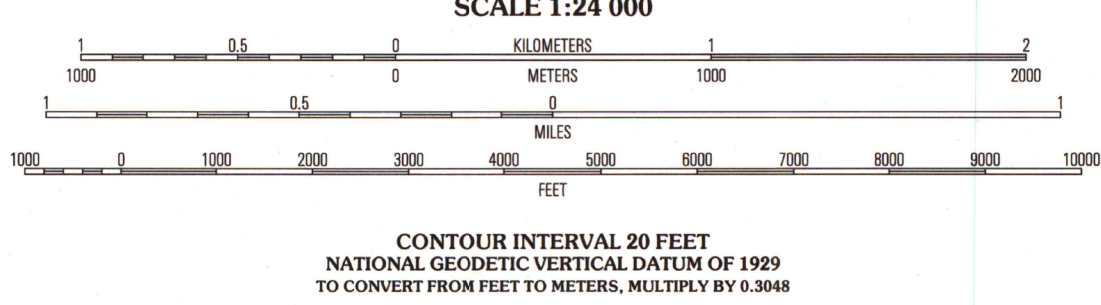 SCALE 1:24 000
1 0.5 0 KILOMETERS 1 2
1000 0 METERS 1000 2000
1 0.5 0 1
MILES
1000 0 1000 2000 3000 4000 5000 6000 7000 8000 9000 10000
FEET
CONTOUR INTERVAL 20 FEET
NATIONAL GEODETIC VERTICAL DATUM OF 1929
TO CONVERT FROM FEET TO METERS, MULTIPLY BY 0.3048